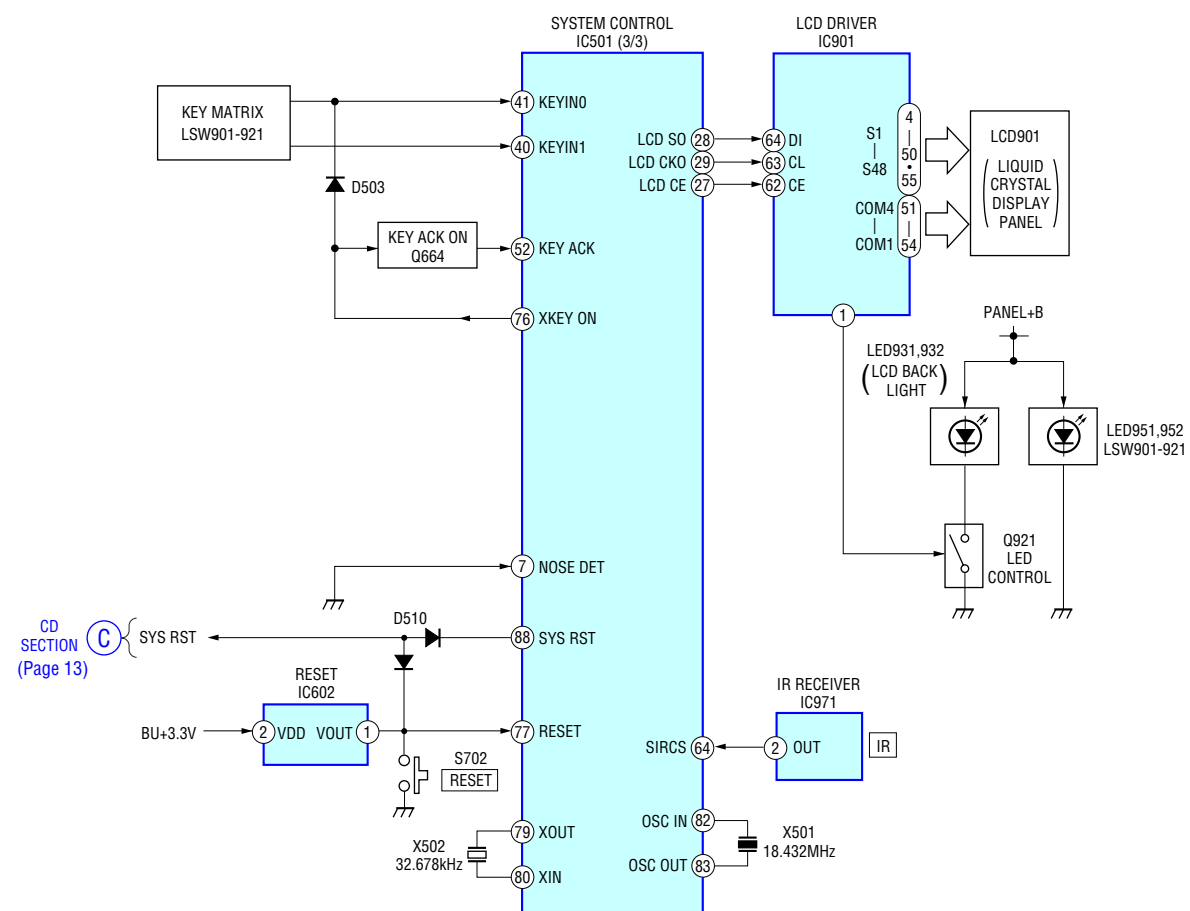 SYSTEM CONTROL
IC501 (3/3)
LCD DRIVER
IC901
KEY MATRIX
LSW901-921
41 KEYIN0
40 KEYIN1
D503
KEY ACK ON
Q664
52 KEY ACK
76 XKEY ON
LCD SO 28
LCD CKO 29
LCD CE 27
64 DI
63 CL
62 CE
S1
|
S48
4
|
50
•
55
COM4
|
COM1
51
|
54
1
LCD901
(LIQUID
CRYSTAL
DISPLAY
PANEL)
PANEL+B
LED931,932
(LCD BACK
LIGHT)
LED951,952
LSW901-921
Q921
LED
CONTROL
7 NOSE DET
CD
SECTION
(Page 13)
C
SYS RST
D510
88 SYS RST
RESET
IC602
BU+3.3V
2 VDD VOUT 1
77 RESET
S702
RESET
IR RECEIVER
IC971
SIRCS 64
2 OUT
IR
X502
32.678kHz
79 XOUT
80 XIN
OSC IN 82
OSC OUT 83
X501
18.432MHz